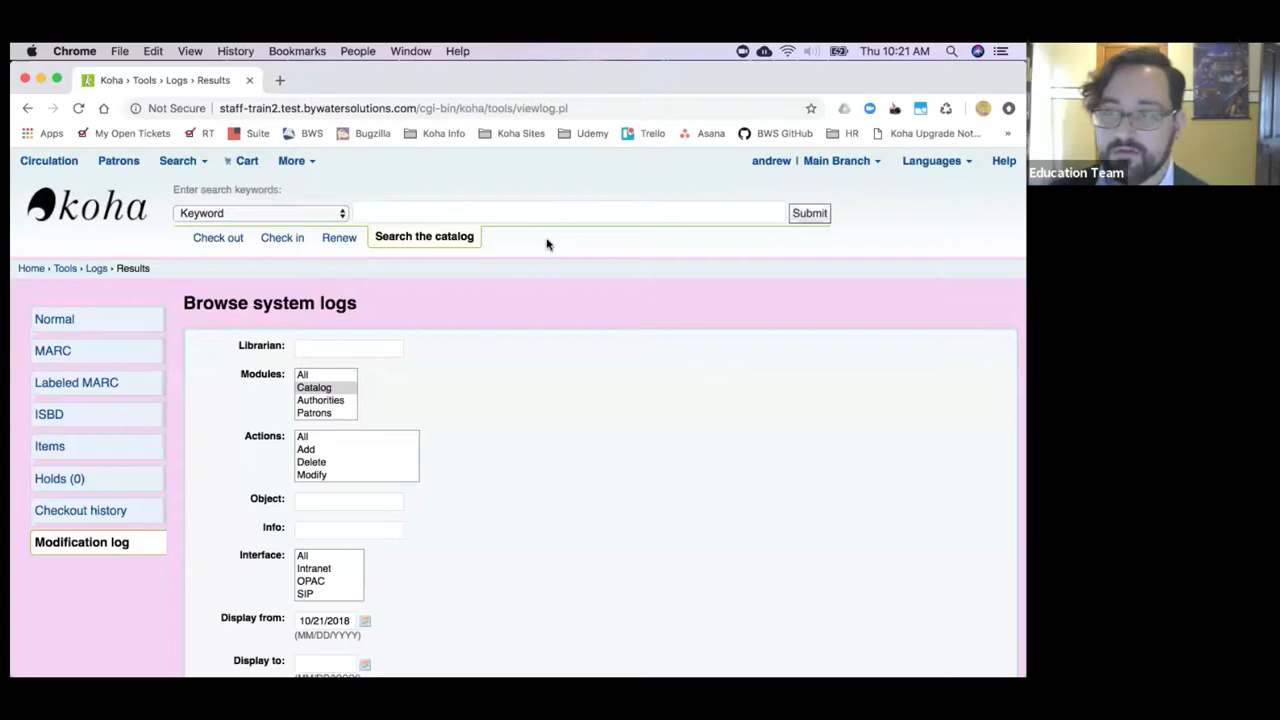 Chrome File Edit View History Bookmarks People Window Help Thu 10:21 AM
Koha › Tools › Logs › Results × +
Not Secure staff-train2.test.bywatersolutions.com/cgi-bin/koha/tools/viewlog.pl
Apps My Open Tickets RT Suite BWS Bugzilla Koha Info Koha Sites Udemy Trello Asana BWS GitHub HR Koha Upgrade Not... »
Circulation Patrons Search Cart More andrew | Main Branch Languages Help
Education Team
koha
Enter search keywords:
Keyword Submit
Check out Check in Renew Search the catalog
Home › Tools › Logs › Results
Normal
MARC
Labeled MARC
ISBD
Items
Holds (0)
Checkout history
Modification log
Browse system logs
Librarian:
Modules: All
Catalog
Authorities
Patrons
Actions: All
Add
Delete
Modify
Object:
Info:
Interface: All
Intranet
OPAC
SIP
Display from: 10/21/2018
(MM/DD/YYYY)
Display to: